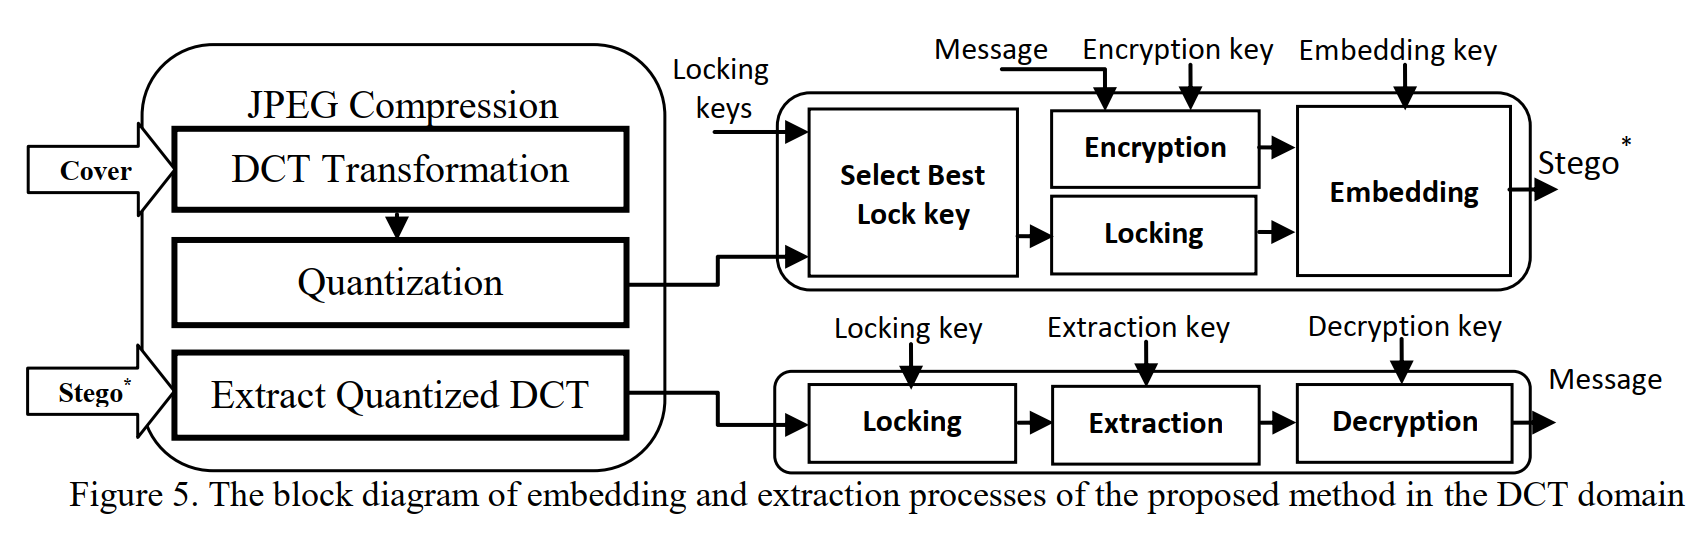 JPEG Compression
Cover
DCT Transformation
Quantization
Stego*
Extract Quantized DCT
Locking
keys
Message
Encryption key
Embedding key
Select Best
Lock key
Encryption
Locking
Embedding
Stego*
Locking key
Extraction key
Decryption key
Locking
Extraction
Decryption
Message
Figure 5. The block diagram of embedding and extraction processes of the proposed method in the DCT domain